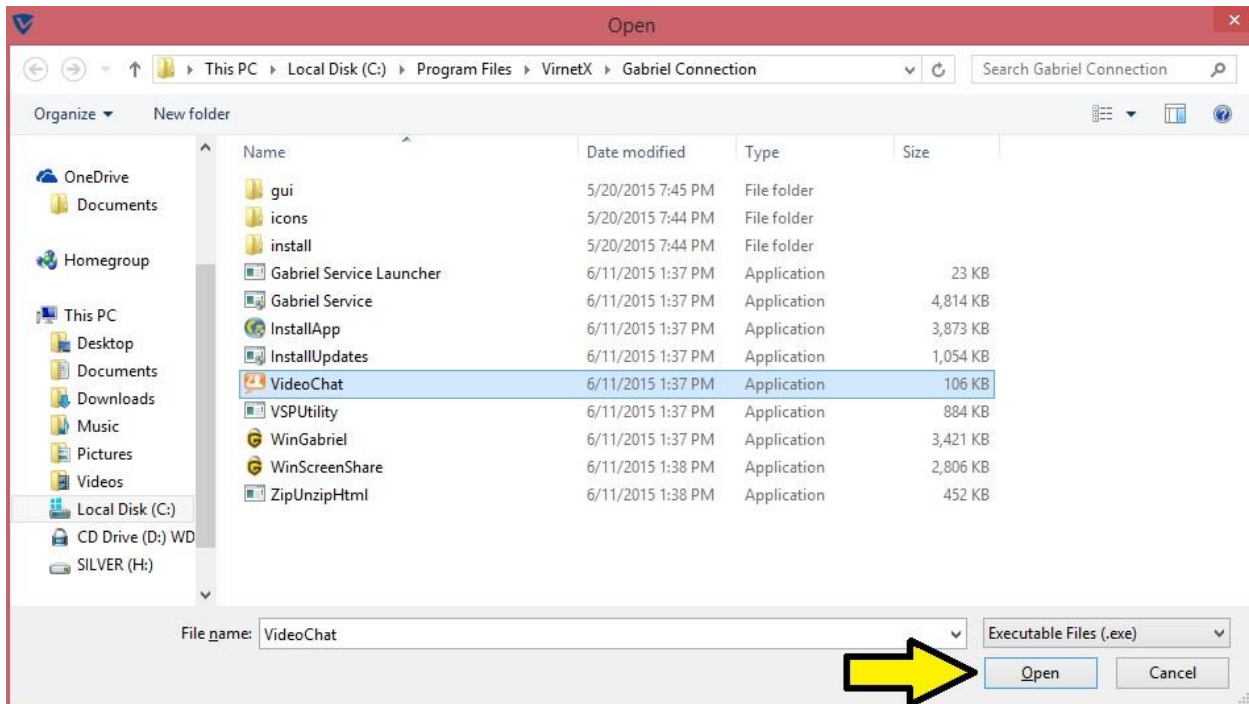 Open
This PC Local Disk (C:) Program Files VirnetX Gabriel Connection Search Gabriel Connection
Organize New folder
Name Date modified Type Size
OneDrive
Documents
Homegroup
This PC
Desktop
Documents
Downloads
Music
Pictures
Videos
Local Disk (C:)
CD Drive (D:) WD
SILVER (H:)
gui 5/20/2015 7:45 PM File folder
icons 5/20/2015 7:44 PM File folder
install 5/20/2015 7:44 PM File folder
Gabriel Service Launcher 6/11/2015 1:37 PM Application 23 KB
Gabriel Service 6/11/2015 1:37 PM Application 4,814 KB
InstallApp 6/11/2015 1:37 PM Application 3,873 KB
InstallUpdates 6/11/2015 1:37 PM Application 1,054 KB
VideoChat 6/11/2015 1:37 PM Application 106 KB
VSPUtility 6/11/2015 1:37 PM Application 884 KB
WinGabriel 6/11/2015 1:37 PM Application 3,421 KB
WinScreenShare 6/11/2015 1:38 PM Application 2,806 KB
ZipUnzipHtml 6/11/2015 1:38 PM Application 452 KB
File name: VideoChat Executable Files (.exe)
Open Cancel